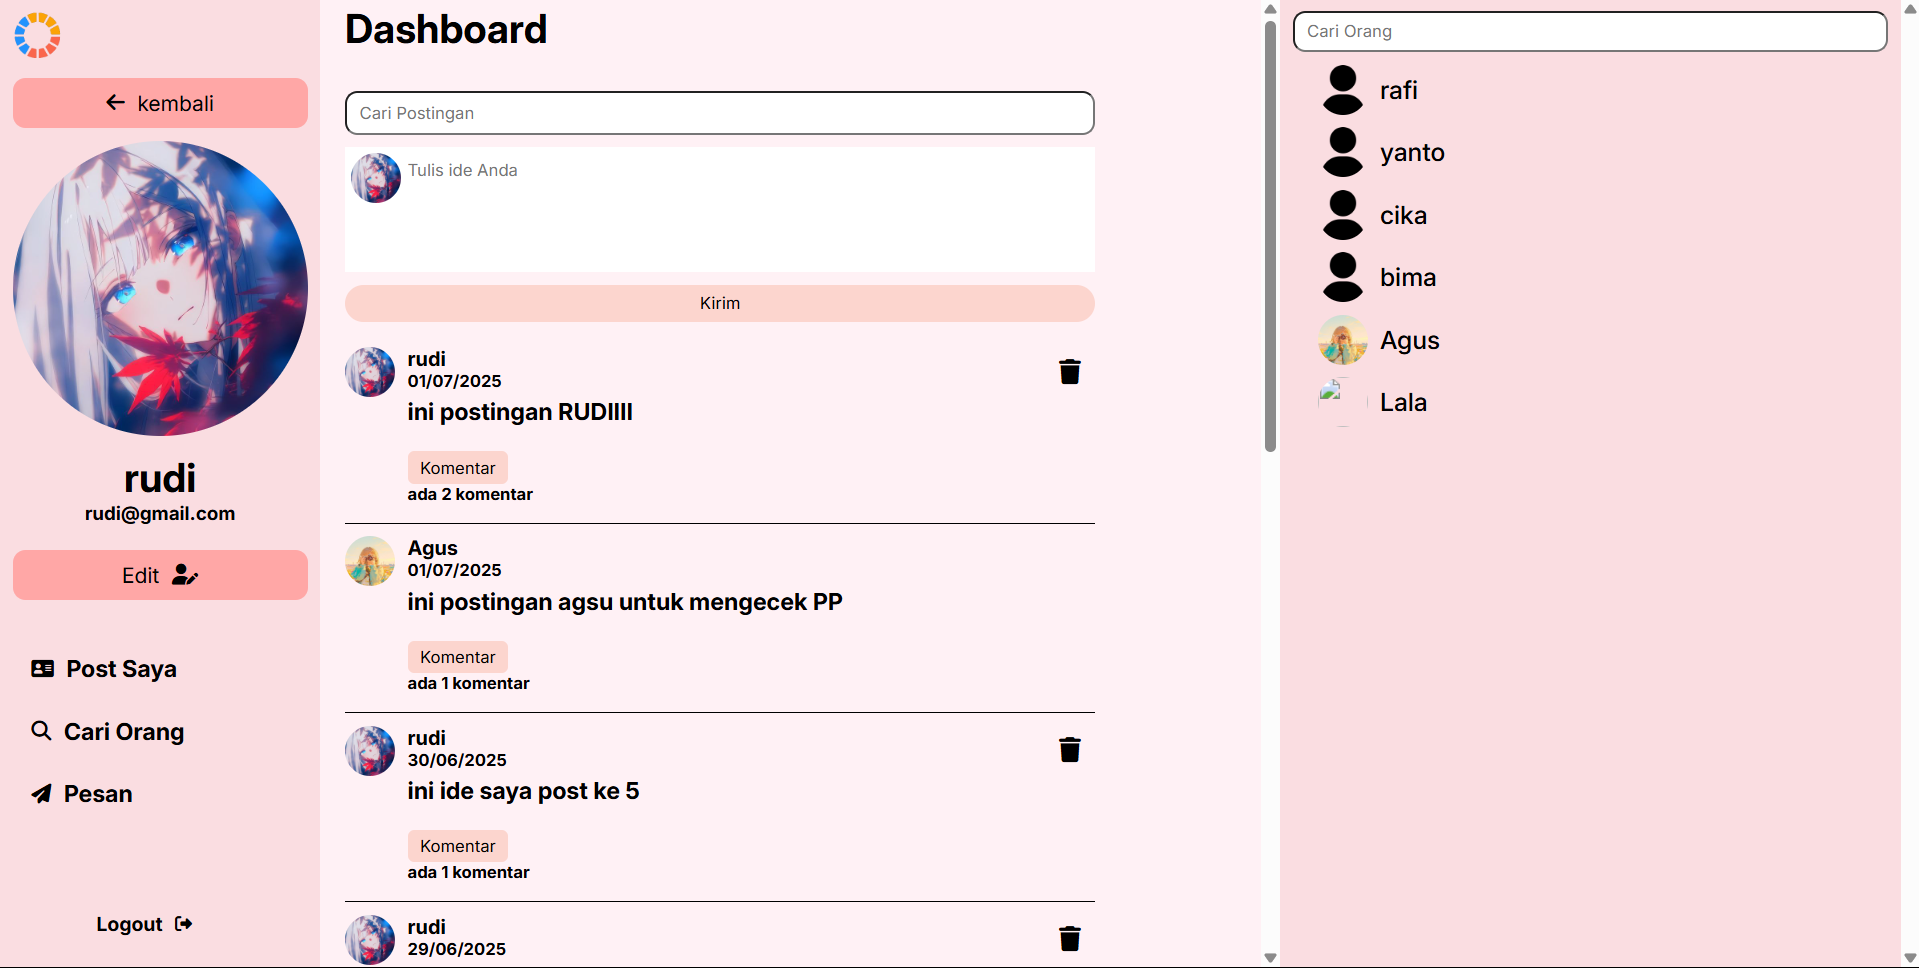 kembali
rudi
rudi@gmail.com
Edit
Post Saya
Cari Orang
Pesan
Logout
Dashboard
Cari Postingan
Tulis ide Anda
Kirim
rudi
01/07/2025
ini postingan RUDIIII
Komentar
ada 2 komentar
Agus
01/07/2025
ini postingan agsu untuk mengecek PP
Komentar
ada 1 komentar
rudi
30/06/2025
ini ide saya post ke 5
Komentar
ada 1 komentar
rudi
29/06/2025
Cari Orang
rafi
yanto
cika
bima
Agus
Lala